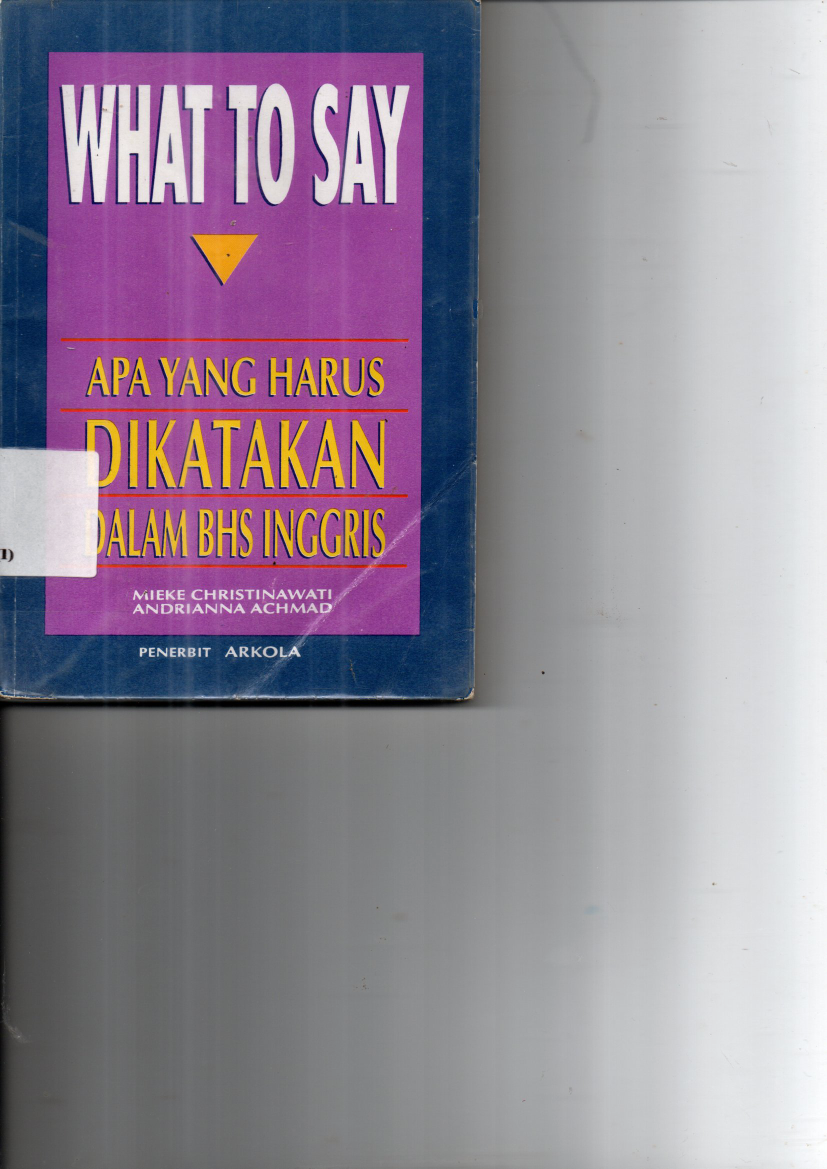 WHAT TO SAY
APA YANG HARUS
DIKATAKAN
DALAM BHS INGGRIS
MIEKE CHRISTINAWATI
ANDRIANNA ACHMAD
PENERBIT ARKOLA